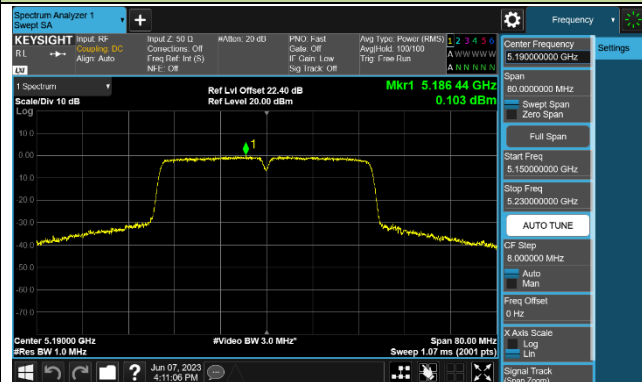 Spectrum Analyzer 1
Swept SA
Frequency
KEYSIGHT
RL
Input: RF
Coupling: DC
Align: Auto
Input Z: 50 Ω
Corrections: Off
Freq Ref: Int (S)
NFE: Off
#Atten: 20 dB
PNO: Fast
Gate: Off
IF Gain: Low
Sig Track: Off
Avg Type: Power (RMS)
Avg|Hold: 100/100
Trig: Free Run
1 2 3 4 5 6
A W W W W W
A N N N N N
LXI
1 Spectrum
Scale/Div 10 dB
Log
Ref Lvl Offset 22.40 dB
Ref Level 20.00 dBm
Mkr1 5.186 44 GHz
0.103 dBm
1
10.0
0.00
-10.0
-20.0
-30.0
-40.0
-50.0
-60.0
-70.0
Center 5.19000 GHz
#Res BW 1.0 MHz
#Video BW 3.0 MHz*
Span 80.00 MHz
Sweep 1.07 ms (2001 pts)
Jun 07, 2023
4:11:06 PM
?
Center Frequency
5.190000000 GHz
Settings
Span
80.0000000 MHz
Swept Span
Zero Span
Full Span
Start Freq
5.150000000 GHz
Stop Freq
5.230000000 GHz
AUTO TUNE
CF Step
8.000000 MHz
Auto
Man
Freq Offset
0 Hz
X Axis Scale
Log
Lin
Signal Track
(Span Zoom)